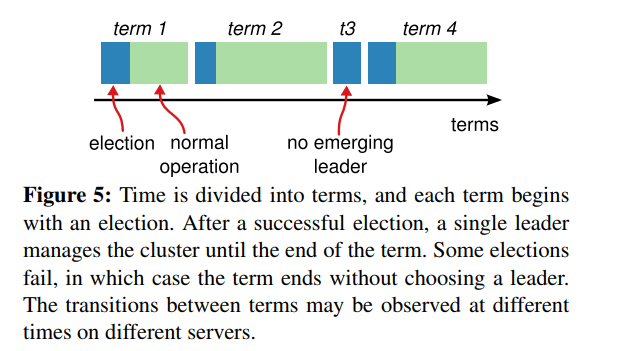 term 1 term 2 t3 term 4
terms
election normal operation no emerging leader
Figure 5: Time is divided into terms, and each term begins
with an election. After a successful election, a single leader
manages the cluster until the end of the term. Some elections
fail, in which case the term ends without choosing a leader.
The transitions between terms may be observed at different
times on different servers.